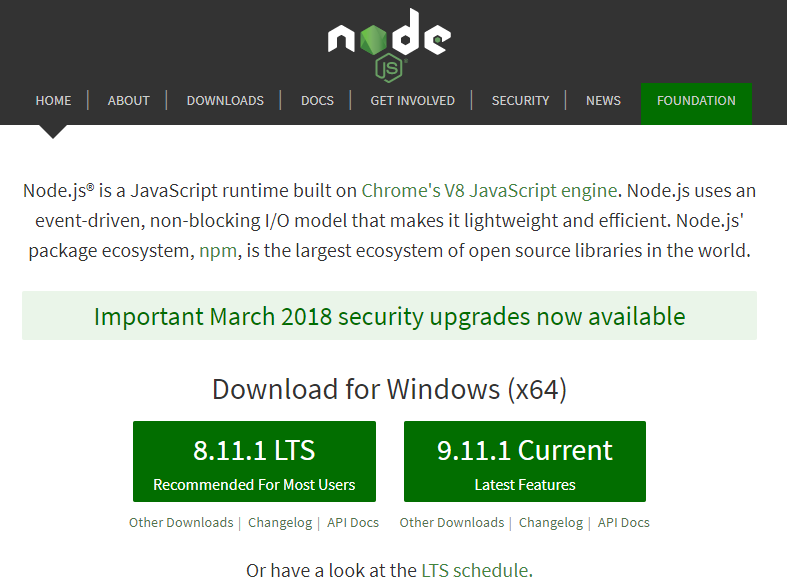 node
JS®
HOME | ABOUT | DOWNLOADS | DOCS | GET INVOLVED | SECURITY | NEWS FOUNDATION
Node.js® is a JavaScript runtime built on Chrome's V8 JavaScript engine. Node.js uses an
event-driven, non-blocking I/O model that makes it lightweight and efficient. Node.js'
package ecosystem, npm, is the largest ecosystem of open source libraries in the world.
Important March 2018 security upgrades now available
Download for Windows (x64)
8.11.1 LTS
Recommended For Most Users
9.11.1 Current
Latest Features
Other Downloads | Changelog | API Docs
Other Downloads | Changelog | API Docs
Or have a look at the LTS schedule.